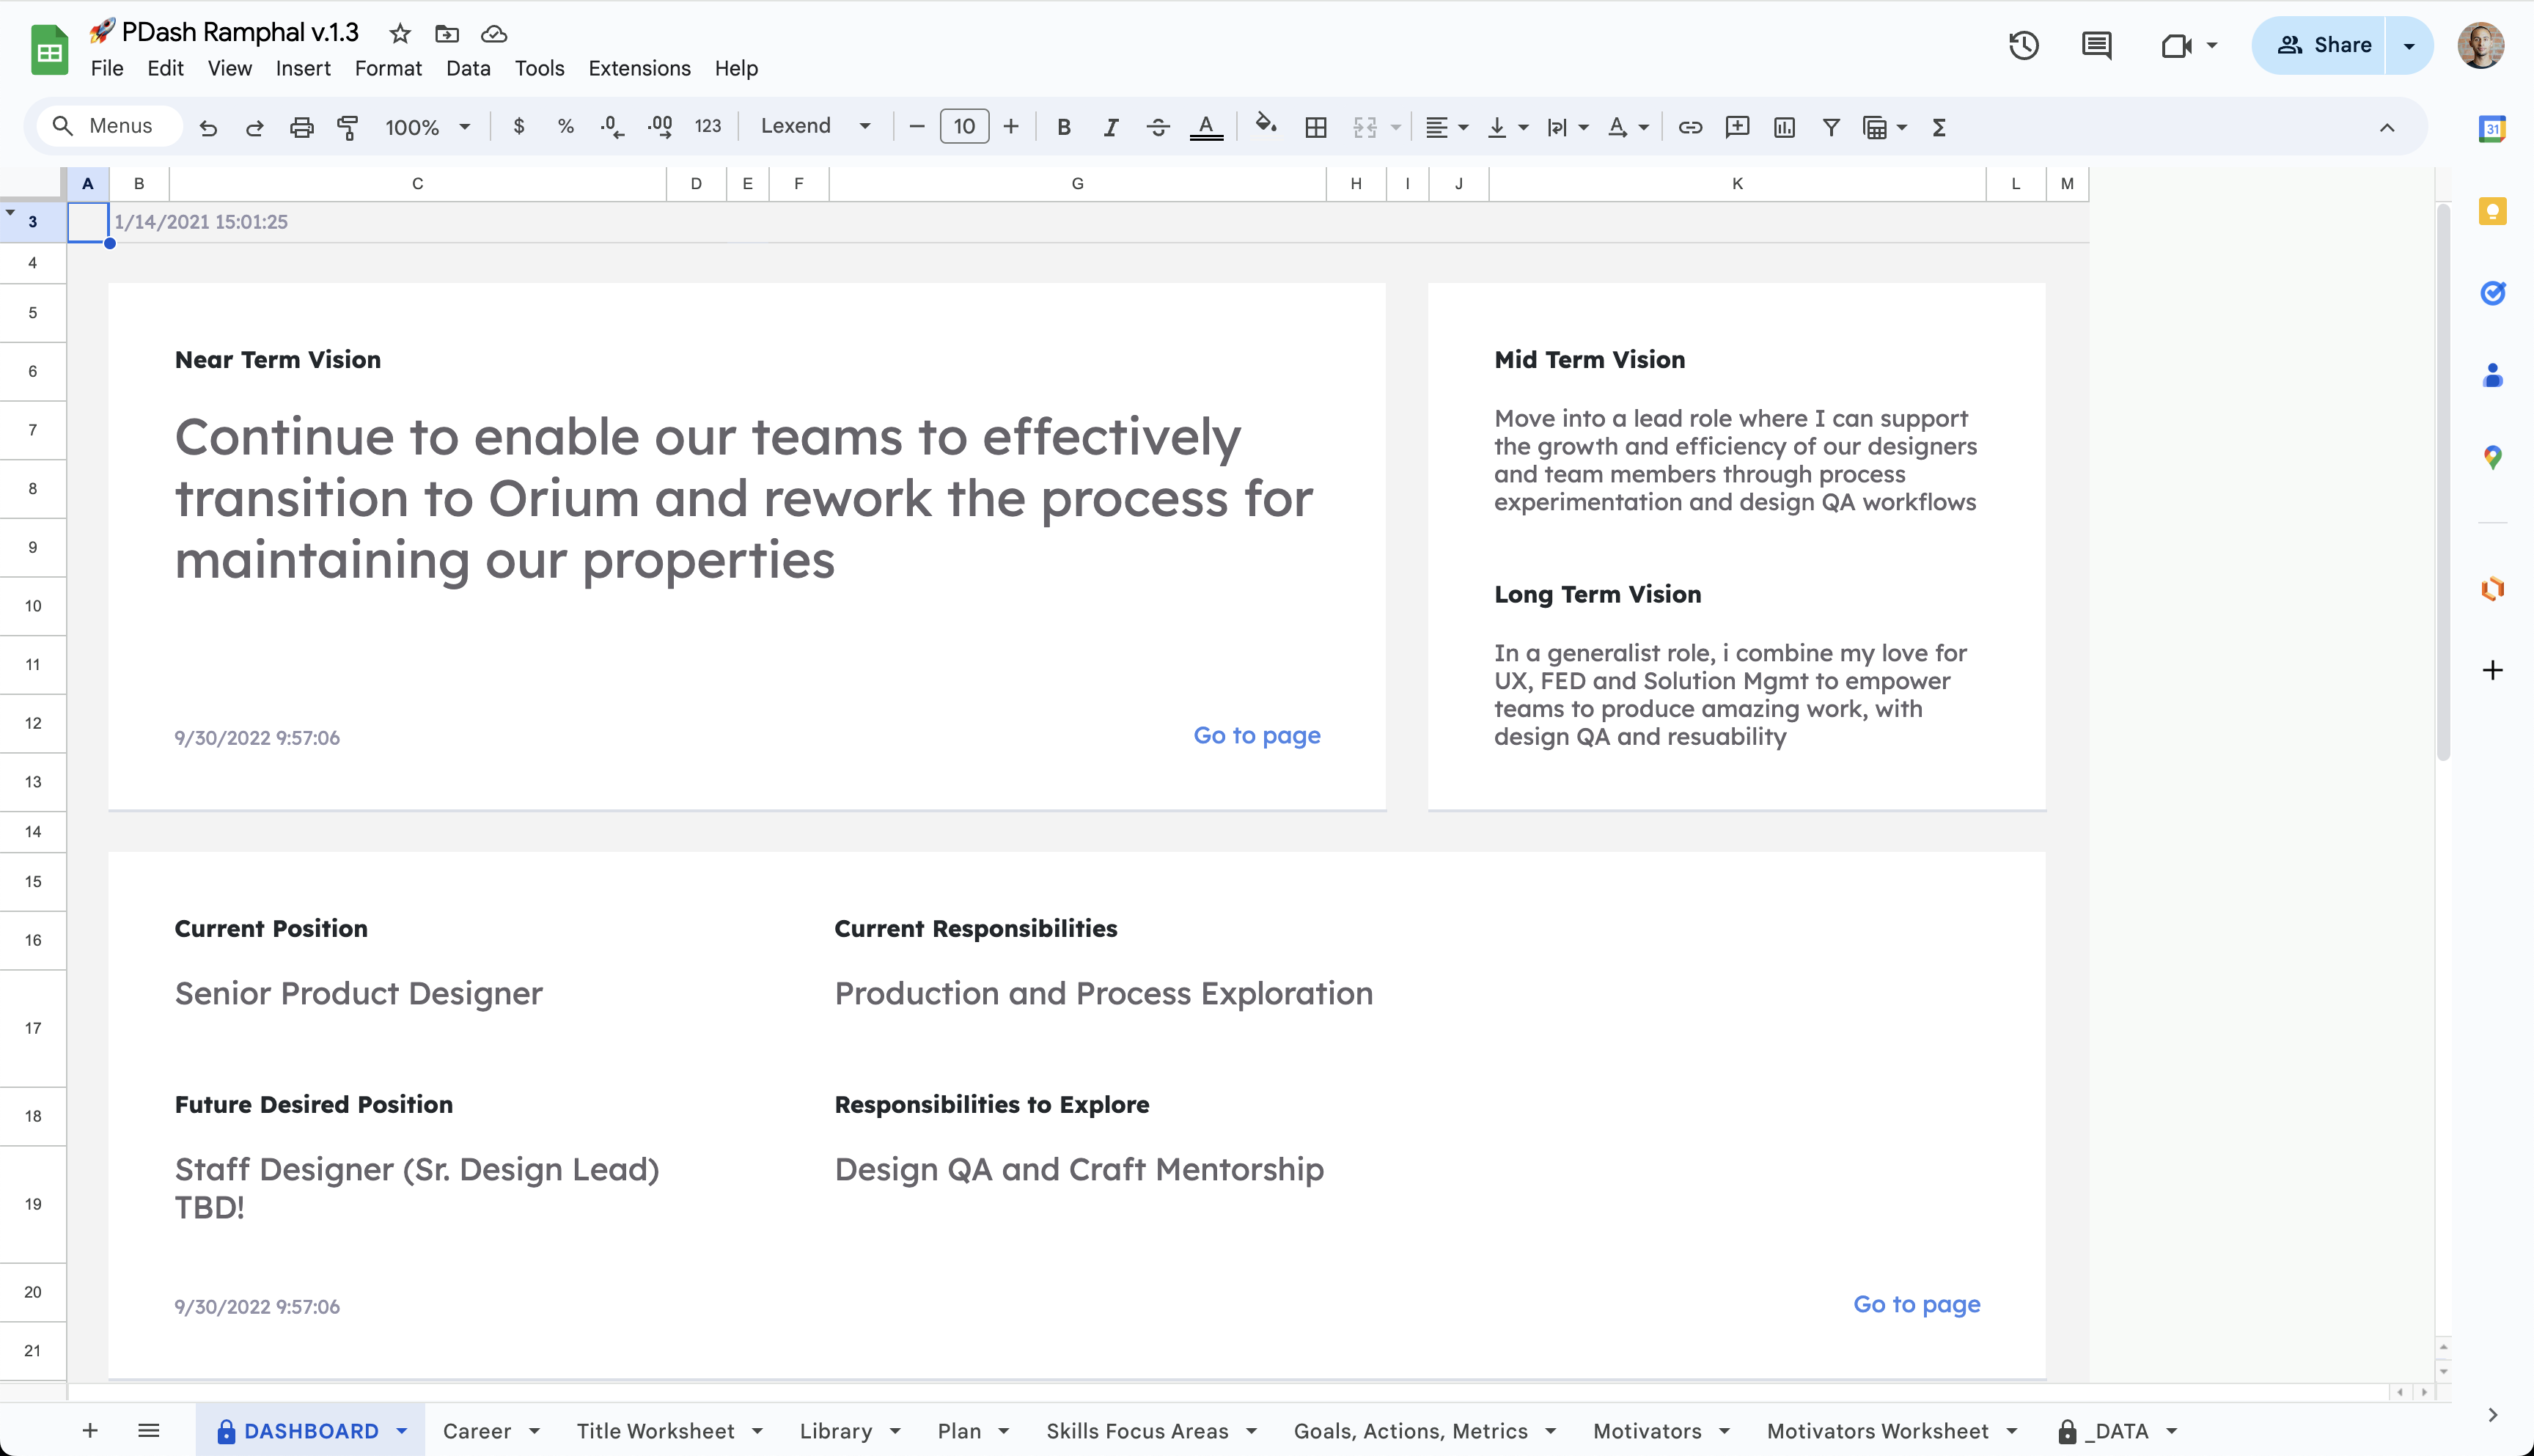 🚀 PDash Ramphal v.1.3
File Edit View Insert Format Data Tools Extensions Help
Share
Menus 100% $ % .0 .00 123 Lexend 10 B I S A Σ
31
A B C D E F G H I J K L M
3 1/14/2021 15:01:25
4
5
6
Near Term Vision
7
8
9
Continue to enable our teams to effectively
transition to Orium and rework the process for
maintaining our properties
10
11
12
13
9/30/2022 9:57:06 Go to page
Mid Term Vision
Move into a lead role where I can support
the growth and efficiency of our designers
and team members through process
experimentation and design QA workflows
Long Term Vision
In a generalist role, i combine my love for
UX, FED and Solution Mgmt to empower
teams to produce amazing work, with
design QA and resuability
14
15
16
Current Position
17
Senior Product Designer
Current Responsibilities
Production and Process Exploration
18
Future Desired Position
19
Staff Designer (Sr. Design Lead)
TBD!
Responsibilities to Explore
Design QA and Craft Mentorship
20
9/30/2022 9:57:06 Go to page
21
DASHBOARD Career Title Worksheet Library Plan Skills Focus Areas Goals, Actions, Metrics Motivators Motivators Worksheet _DATA